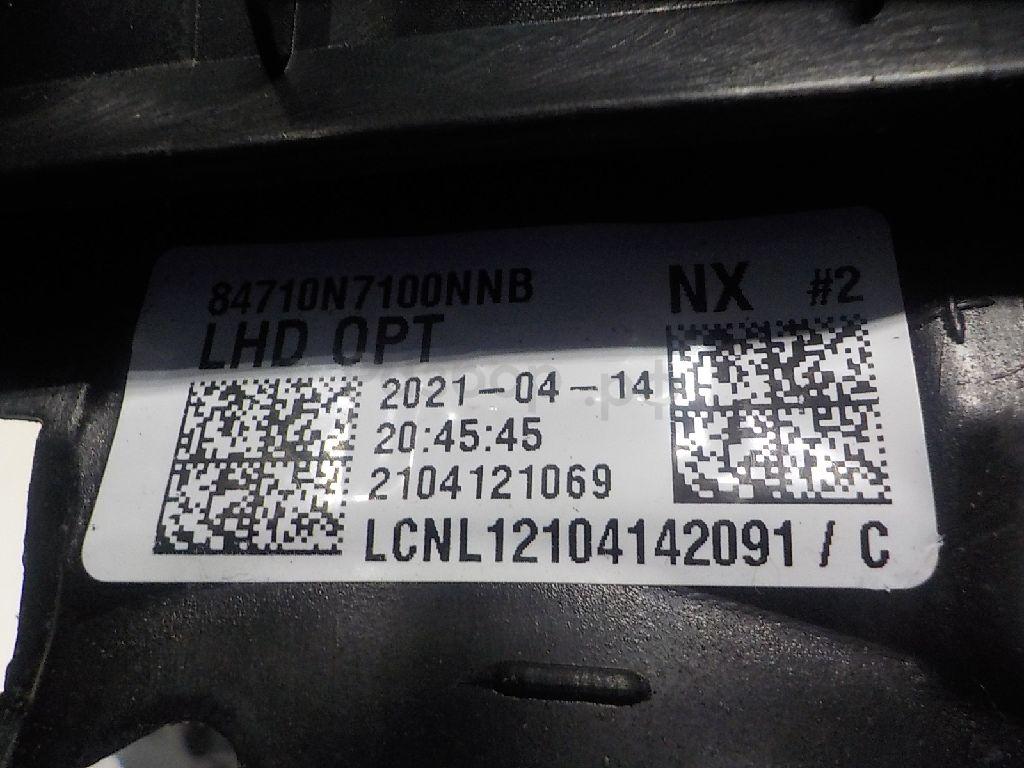 84710N7100NNB
NX #2
LHD OPT
2021-04-14
20:45:45
2104121069
LCNL12104142091 / C